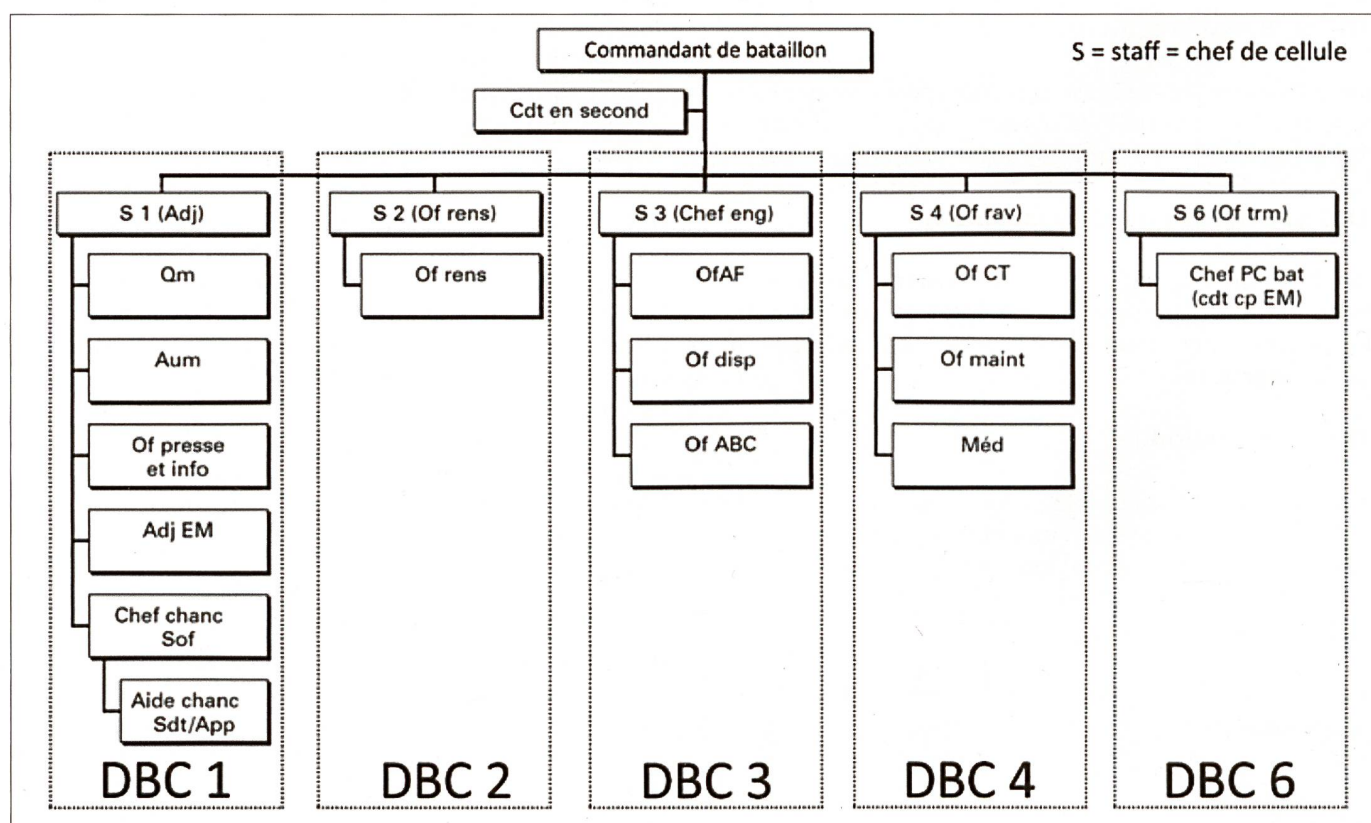 Commandant de bataillon
S = staff = chef de cellule
Cdt en second
S 1 (Adj)
Qm
Aum
Of presse
et info
Adj EM
Chef chanc
Sof
Aide chanc
Sdt/App
DBC 1
S 2 (Of rens)
Of rens
DBC 2
S 3 (Chef eng)
OfAF
Of disp
Of ABC
DBC 3
S 4 (Of rav)
Of CT
Of maint
Méd
DBC 4
S 6 (Of trm)
Chef PC bat
(cdt cp EM)
DBC 6